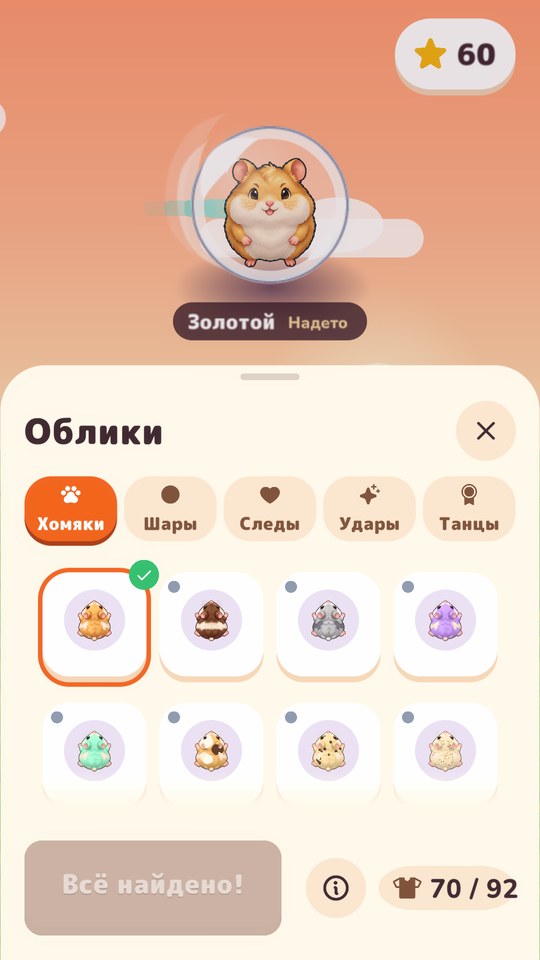 60
Золотой Надето
Облики
Хомяки Шары Следы Удары Танцы
Всё найдено!
70 / 92